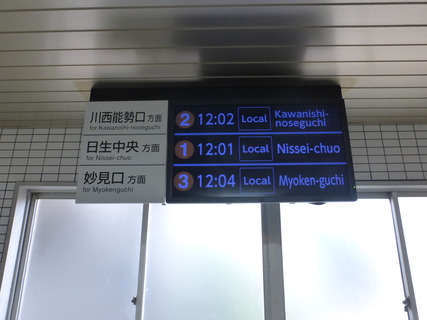 川西能勢口 方面
for Kawanishi-noseguchi
日生中央 方面
for Nissei-chuo
妙見口 方面
for Myokenguchi
2 12:02 Local Kawanishi-noseguchi
1 12:01 Local Nissei-chuo
3 12:04 Local Myoken-guchi